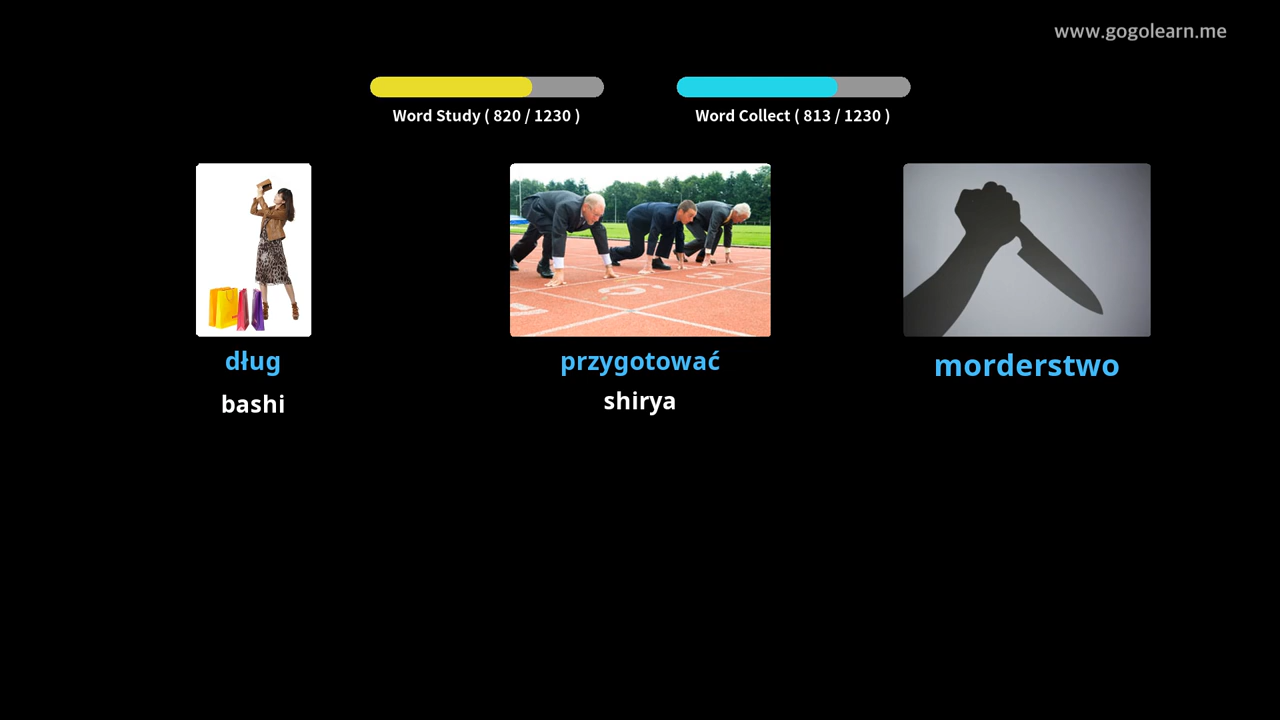 www.gogolearn.me
Word Study ( 820 / 1230 )
Word Collect ( 813 / 1230 )
dług
przygotować
morderstwo
bashi
shirya